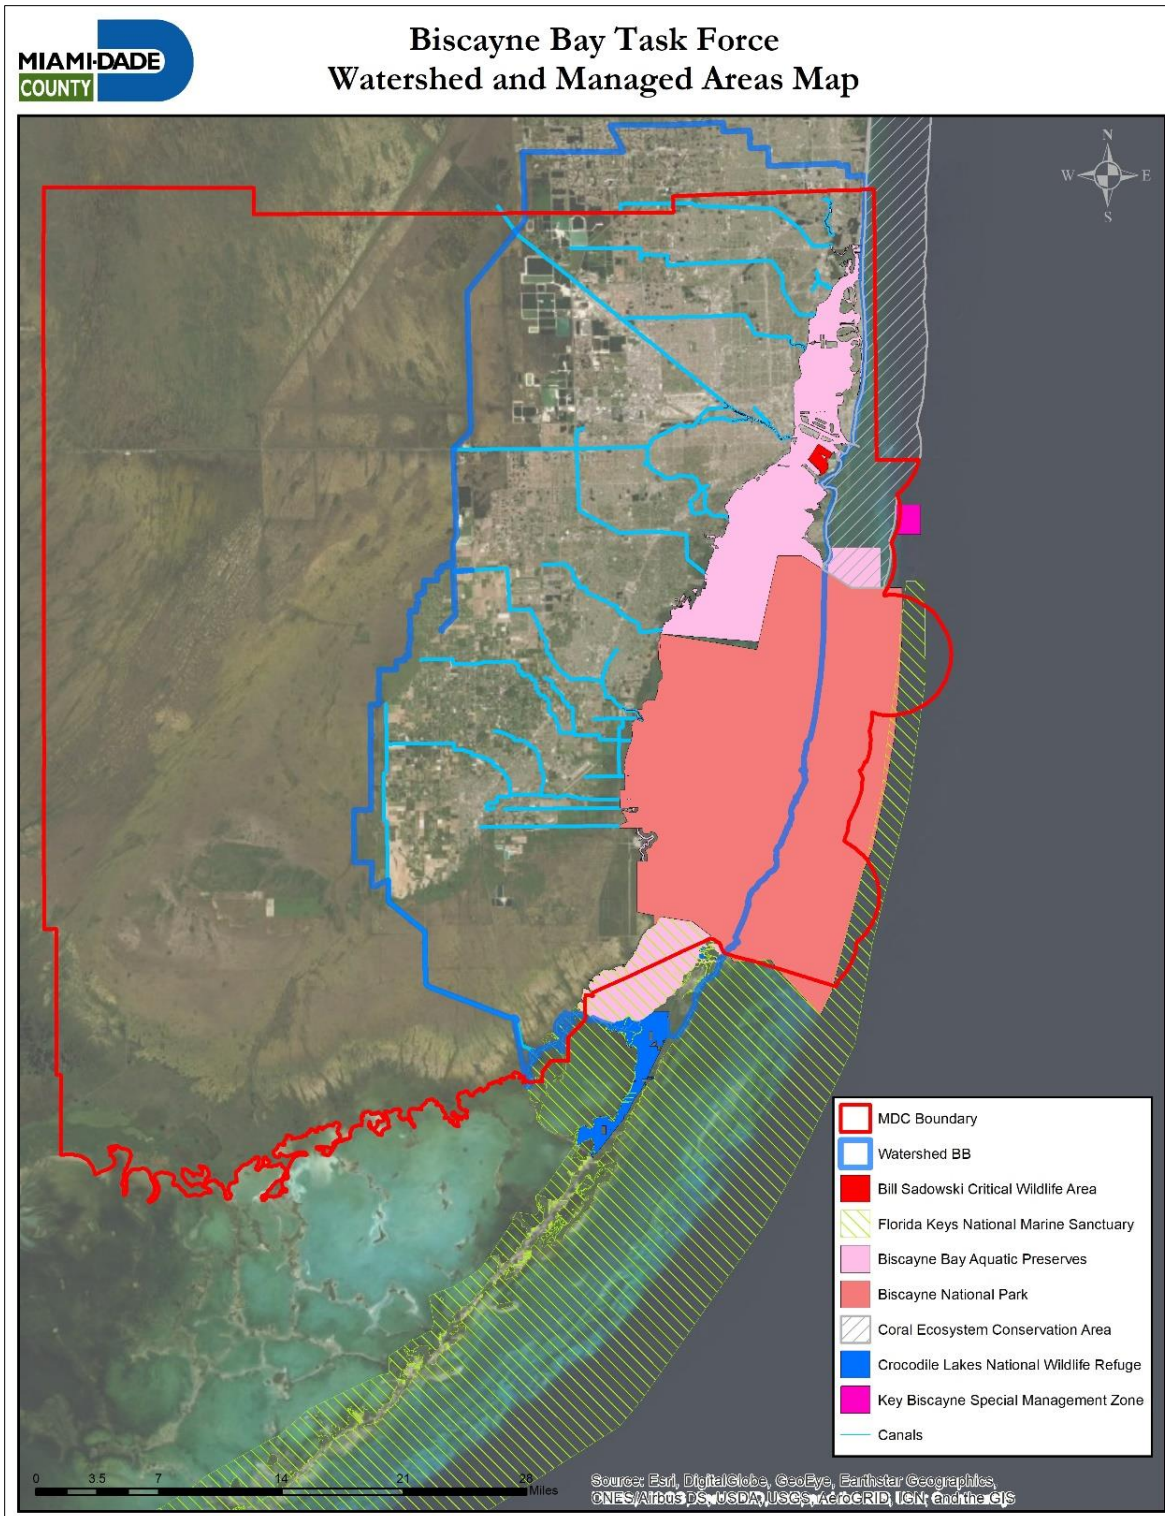 MIAMI-DADE
COUNTY
Biscayne Bay Task Force
Watershed and Managed Areas Map
N
W E
S
MDC Boundary
Watershed BB
Bill Sadowski Critical Wildlife Area
Florida Keys National Marine Sanctuary
Biscayne Bay Aquatic Preserves
Biscayne National Park
Coral Ecosystem Conservation Area
Crocodile Lakes National Wildlife Refuge
Key Biscayne Special Management Zone
Canals
0 3.5 7 14 21 28
Miles
Source: Esri, DigitalGlobe, GeoEye, Earthstar Geographics,
CNES/Airbus DS, USDA, USGS, AeroGRID, IGN, and the GIS